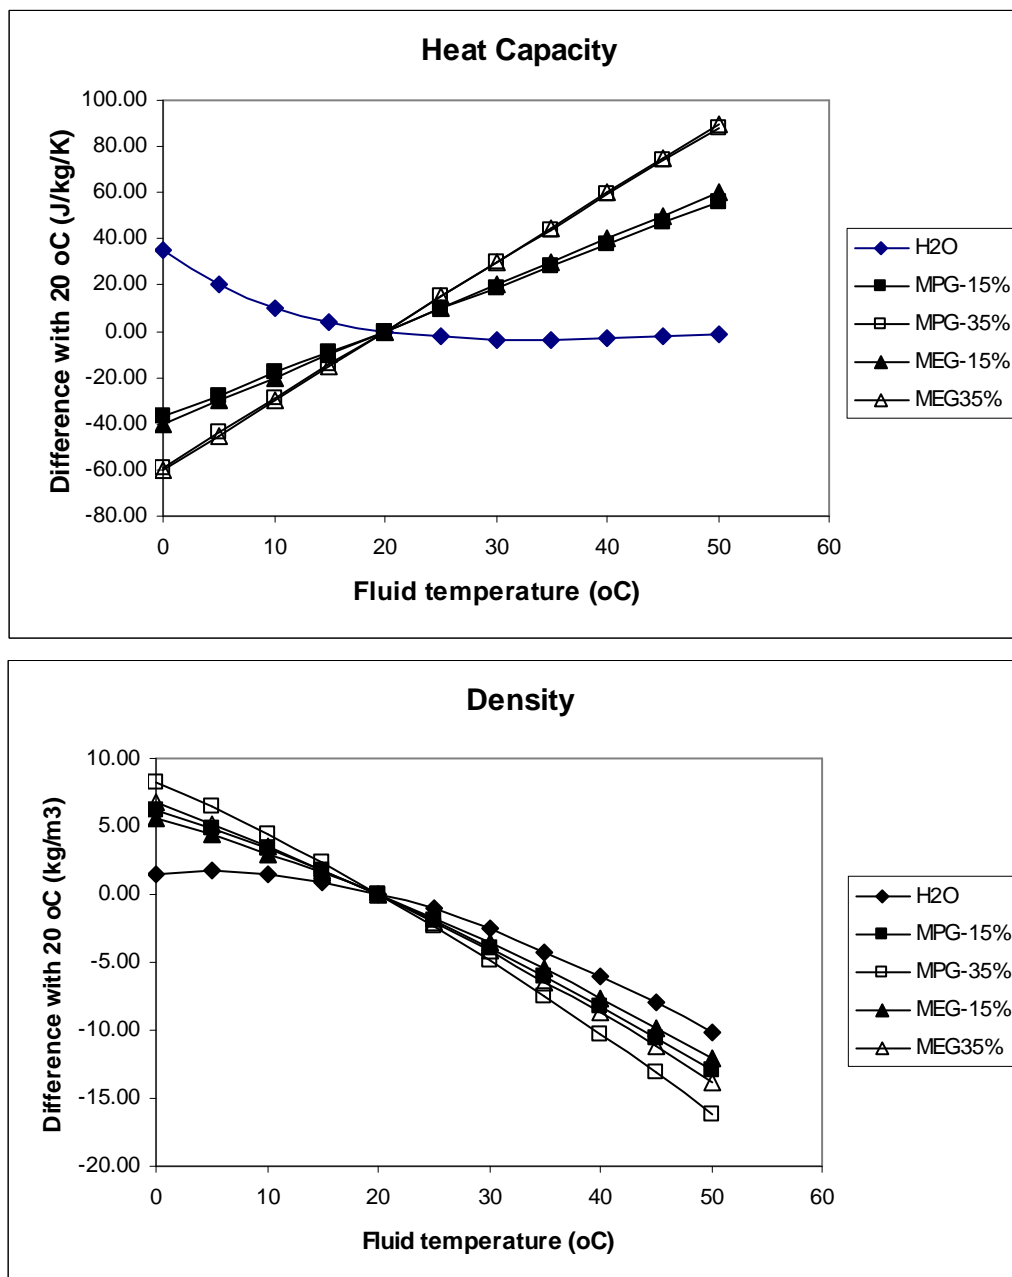 Heat Capacity
100.00
80.00
60.00
40.00
20.00
0.00
-20.00
-40.00
-60.00
-80.00
Difference with 20 oC (J/kg/K)
0 10 20 30 40 50 60
Fluid temperature (oC)
H2O
MPG-15%
MPG-35%
MEG-15%
MEG35%
Density
10.00
5.00
0.00
-5.00
-10.00
-15.00
-20.00
Difference with 20 oC (kg/m3)
0 10 20 30 40 50 60
Fluid temperature (oC)
H2O
MPG-15%
MPG-35%
MEG-15%
MEG35%